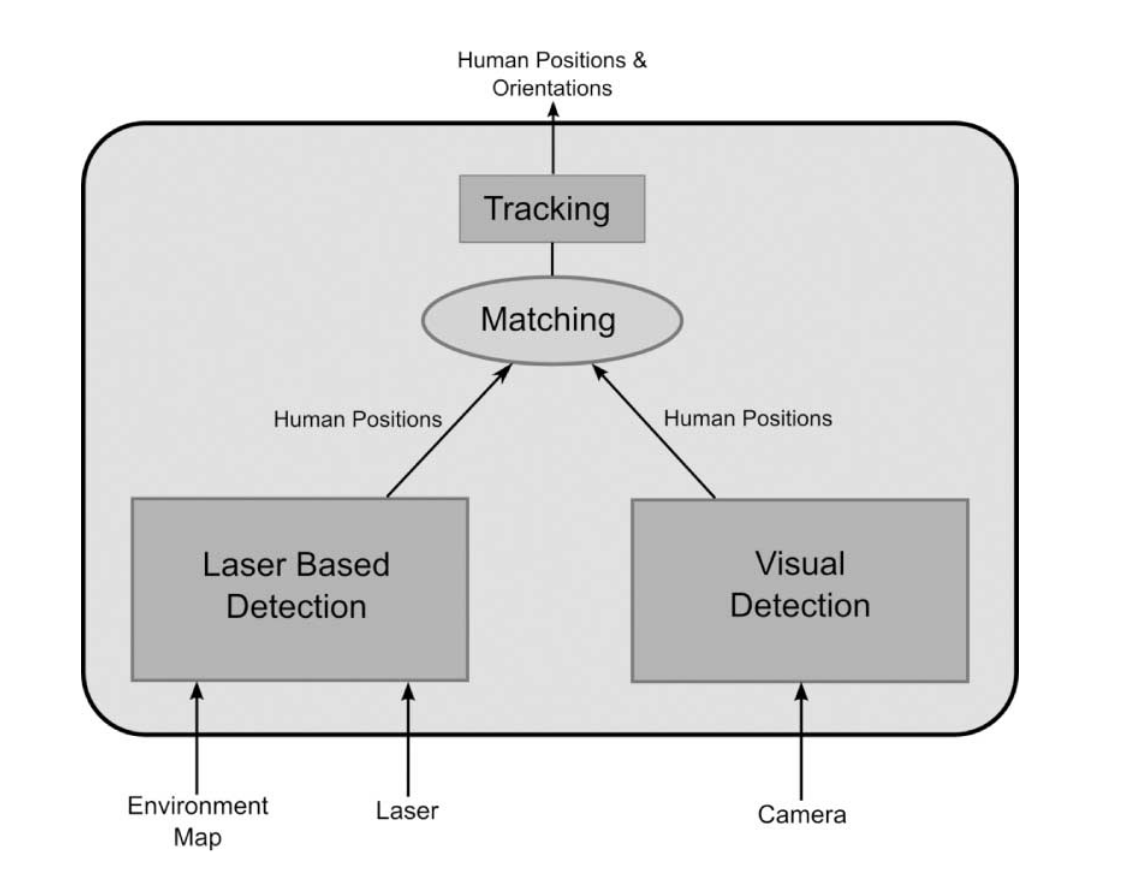 Human Positions &
Orientations
Tracking
Matching
Human Positions
Human Positions
Laser Based
Detection
Visual
Detection
Environment
Map
Laser
Camera